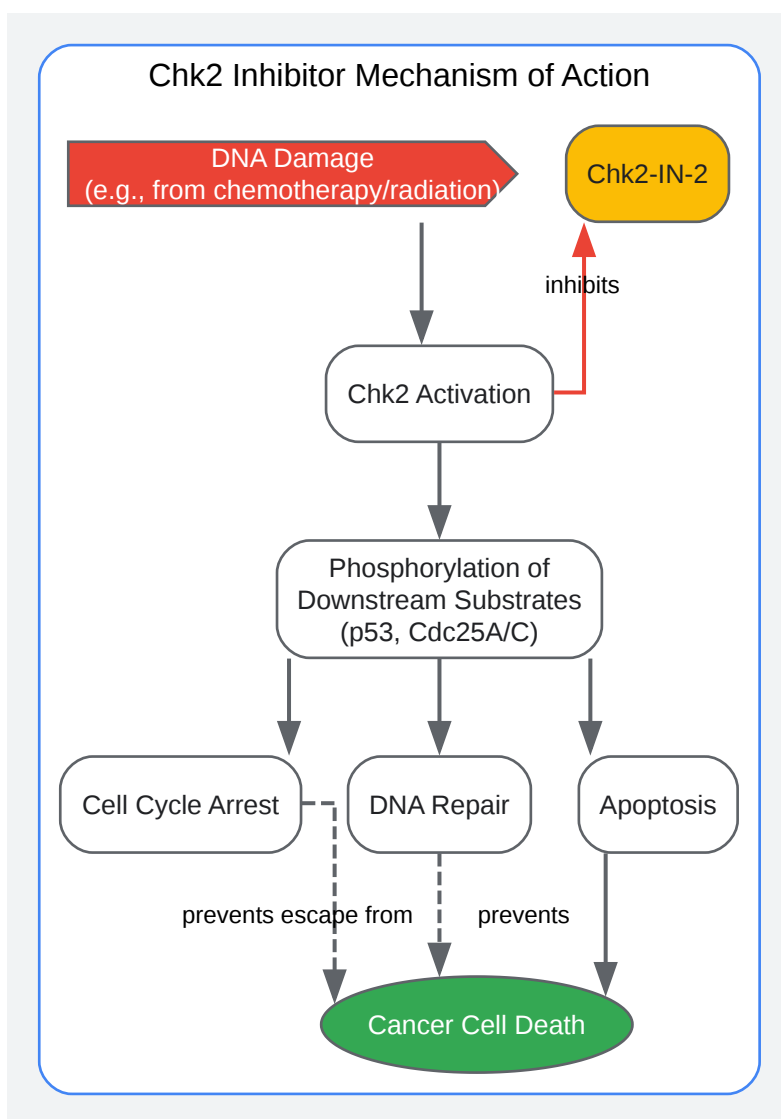 Chk2 Inhibitor Mechanism of Action
DNA Damage
(e.g., from chemotherapy/radiation)
Chk2-IN-2
inhibits
Chk2 Activation
Phosphorylation of
Downstream Substrates
(p53, Cdc25A/C)
Cell Cycle Arrest
DNA Repair
Apoptosis
prevents escape from
prevents
Cancer Cell Death